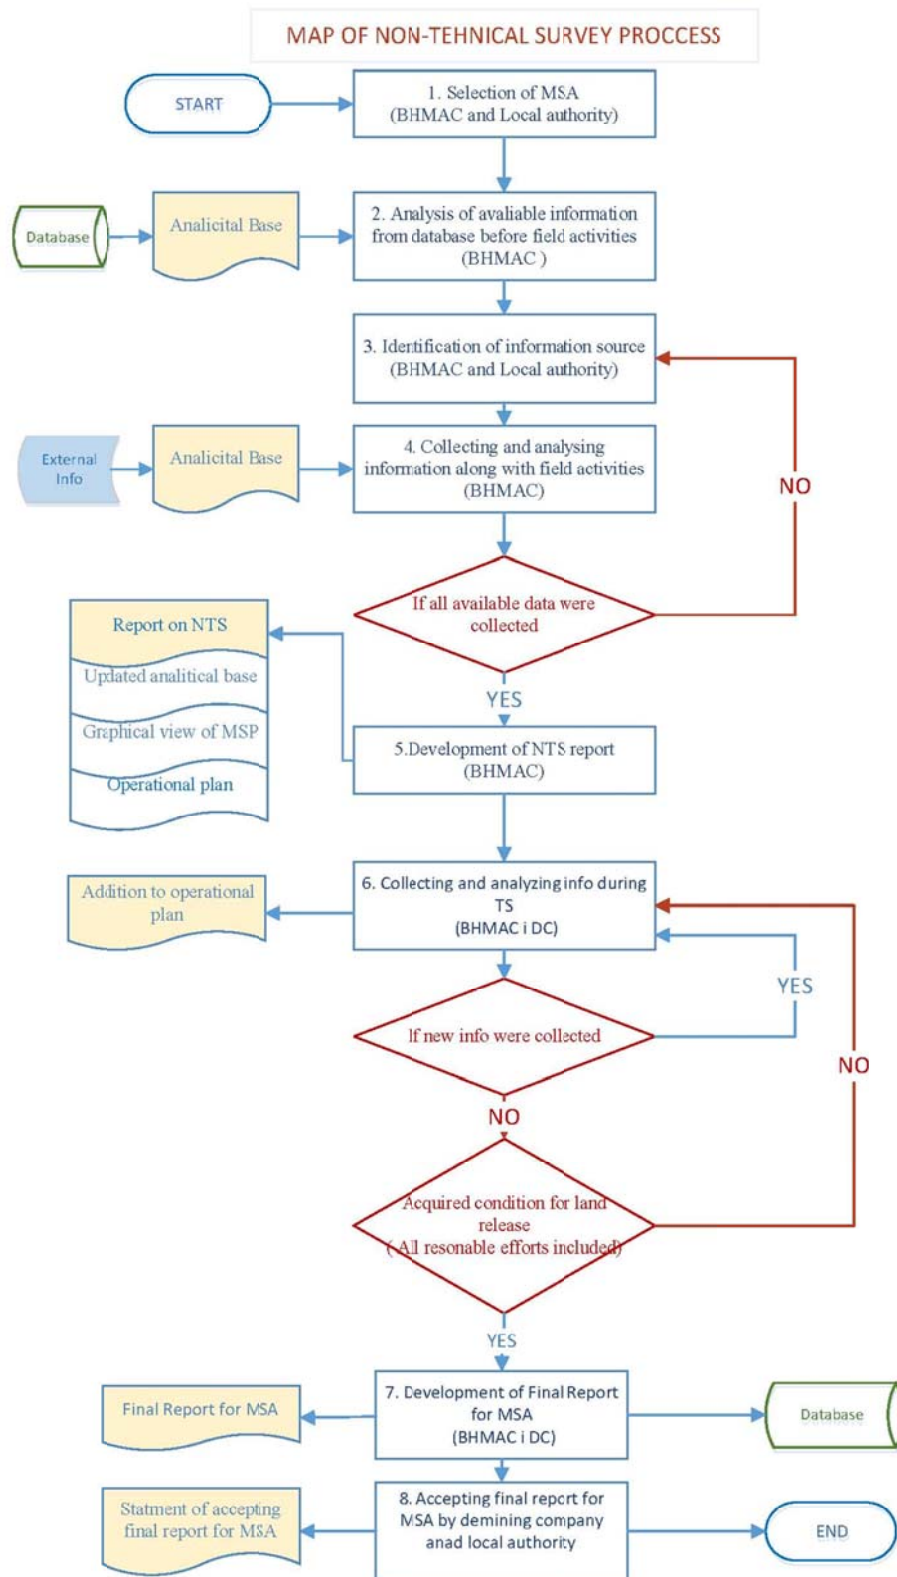 MAP OF NON-TEHNICAL SURVEY PROCCESS
START
1. Selection of MSA
(BHMAC and Local authority)
Database
Analicital Base
2. Analysis of avaliable information
from database before field activities
(BHMAC )
3. Identification of information source
(BHMAC and Local authority)
External
Info
Analicital Base
4. Collecting and analysing
information along with field activities
(BHMAC)
NO
If all available data were
collected
Report on NTS
Updated analitical base
Graphical view of MSP
Operational plan
YES
5.Development of NTS report
(BHMAC)
Addition to operational
plan
6. Collecting and analyzing info during
TS
(BHMAC i DC)
YES
If new info were collected
NO
NO
Acquired condition for land
release
( All resonable efforts included)
YES
Final Report for MSA
7. Development of Final Report
for MSA
(BHMAC i DC)
Database
Statment of accepting
final report for MSA
8. Accepting final report for
MSA by demining company
anad local authority
END